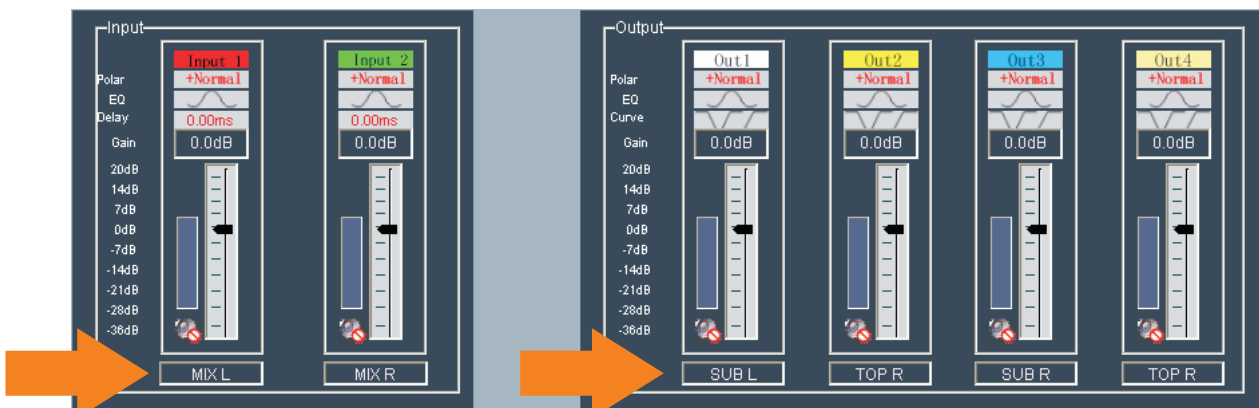 Input
Output
Input 1
Input 2
Out1
Out2
Out3
Out4
Polar
+Normal
+Normal
Polar
+Normal
+Normal
+Normal
+Normal
EQ
EQ
Delay
0.00ms
0.00ms
Curve
Gain
0.0dB
0.0dB
Gain
0.0dB
0.0dB
0.0dB
0.0dB
20dB
14dB
7dB
0dB
-7dB
-14dB
-21dB
-28dB
-36dB
20dB
14dB
7dB
0dB
-7dB
-14dB
-21dB
-28dB
-36dB
MIX L
MIX R
SUB L
TOP R
SUB R
TOP R